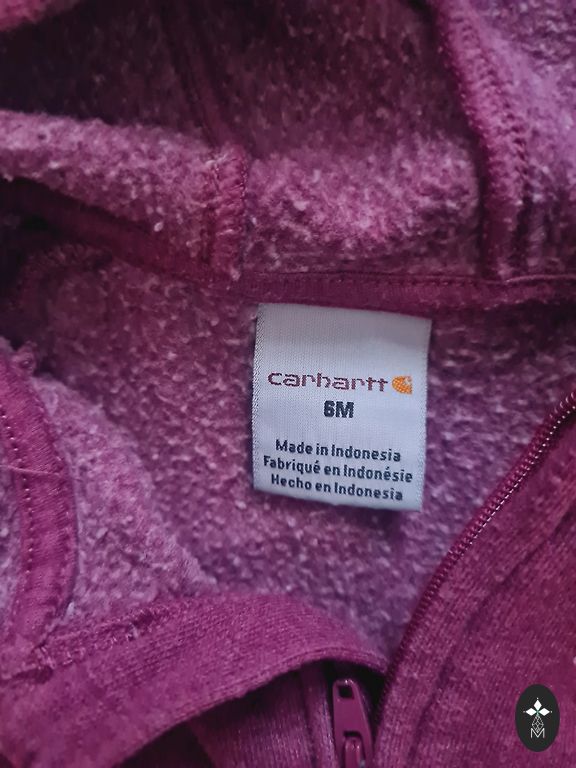 carhartt
6M
Made in Indonesia
Fabriqué en Indonésie
Hecho en Indonesia
M